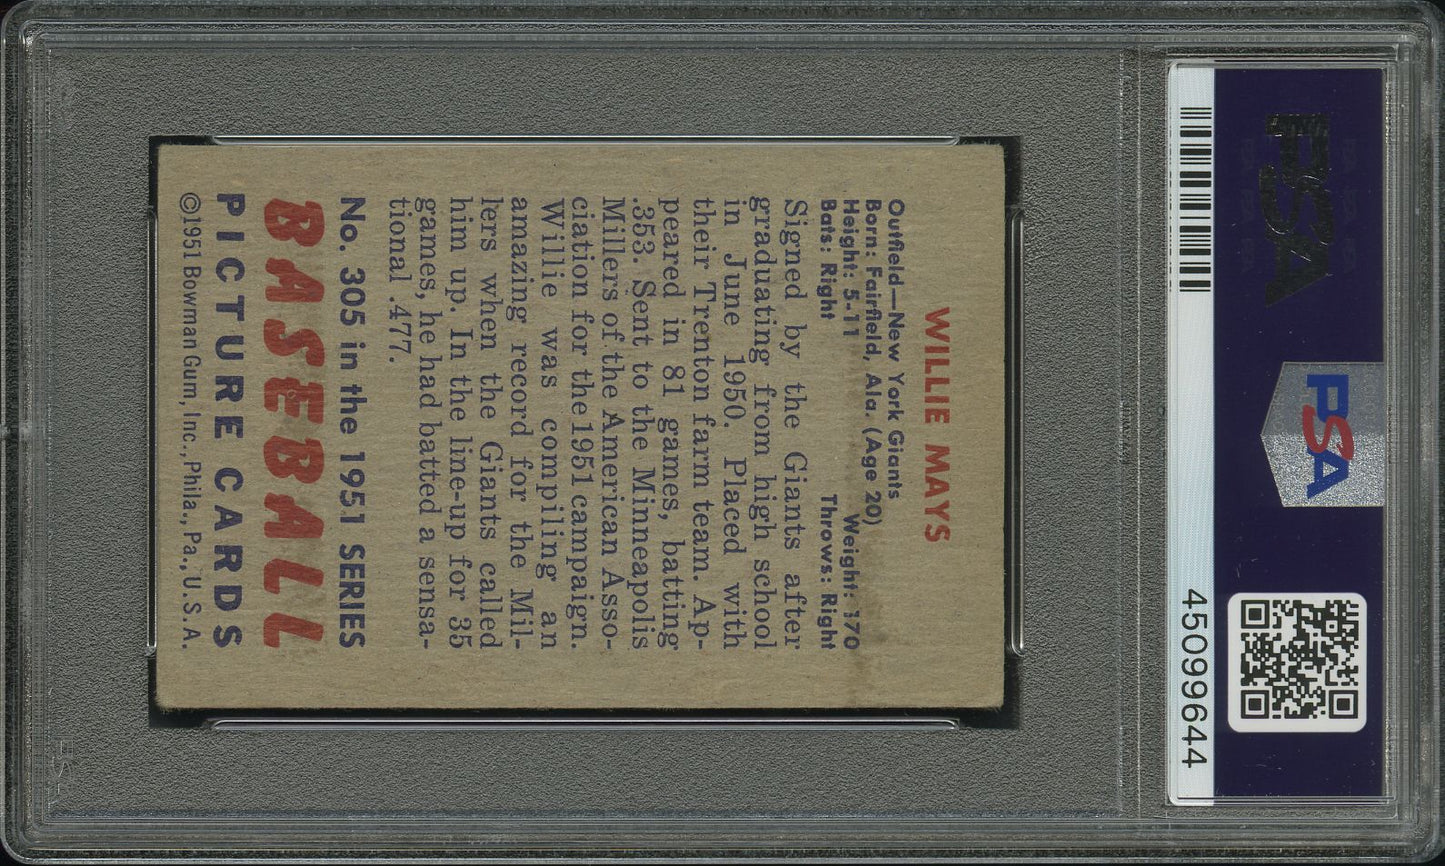 WILLIE MAYS
Outfield—New York Giants
Born: Fairfield, Ala. (Age 20)
Height: 5-11 Weight: 170
Bats: Right Throws: Right
Signed by the Giants after
graduating from high school
in June 1950. Placed with
their Trenton farm team. Ap-
peared in 81 games, batting
.353. Sent to the Minneapolis
Millers of the American Asso-
ciation for the 1951 campaign.
Willie was compiling an
amazing record for the Mil-
lers when the Giants called
him up. In the line-up for 35
games, he had batted a sensa-
tional .477.
No. 305 in the 1951 SERIES
BASEBALL
PICTURE CARDS
©1951 Bowman Gum, Inc., Phila., Pa., U.S.A.
PSA
PSA
45099644